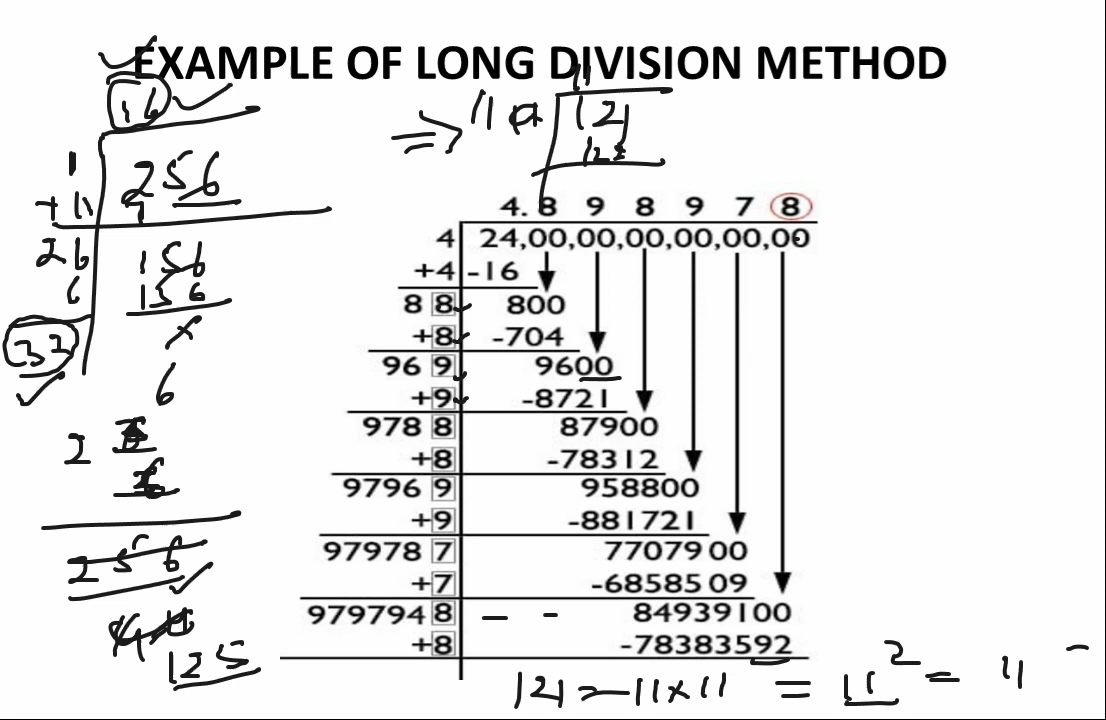 EXAMPLE OF LONG DIVISION METHOD
16
11
121
1
256
+
156
26
156
6
6
4.8 9 8 9 7 8
4 24,00,00,00,00,00,00
+4 -16
8 8 800
+8 -704
96 9 9600
+9 -8721
978 8 87900
+8 -78312
9796 9 958800
+9 -881721
97978 7 7707900
+7 -6858509
979794 8 - - 84939100
+8 -78383592
256
125
121 = 11 x 11 = 11² = 11